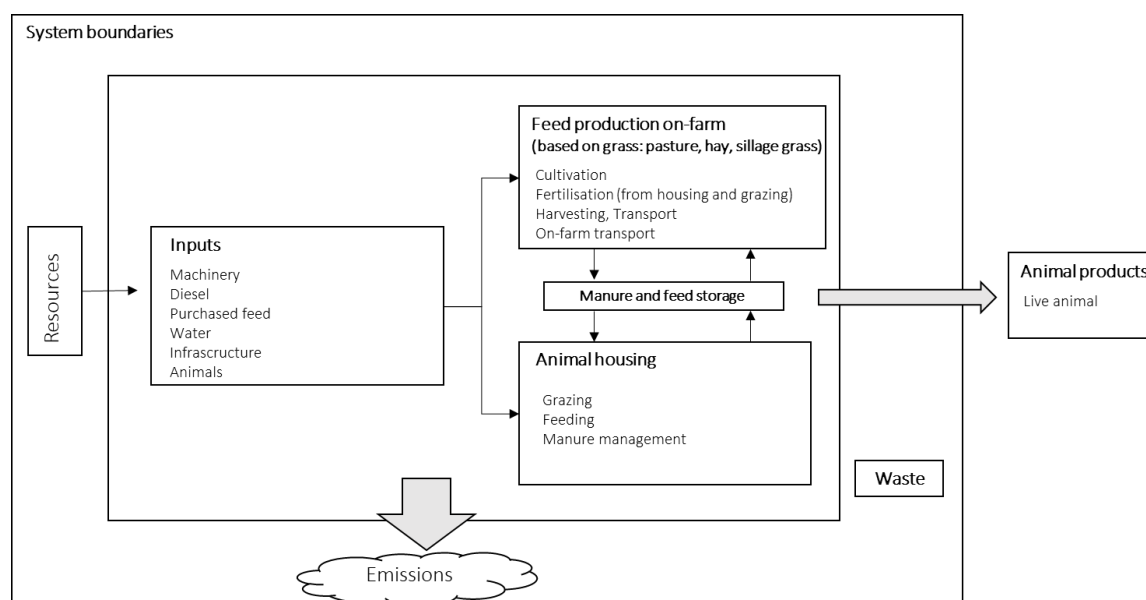 System boundaries
Resources
Inputs
Machinery
Diesel
Purchased feed
Water
Infrascructure
Animals
Feed production on-farm
(based on grass: pasture, hay, sillage grass)
Cultivation
Fertilisation (from housing and grazing)
Harvesting, Transport
On-farm transport
Manure and feed storage
Animal housing
Grazing
Feeding
Manure management
Animal products
Live animal
Waste
Emissions